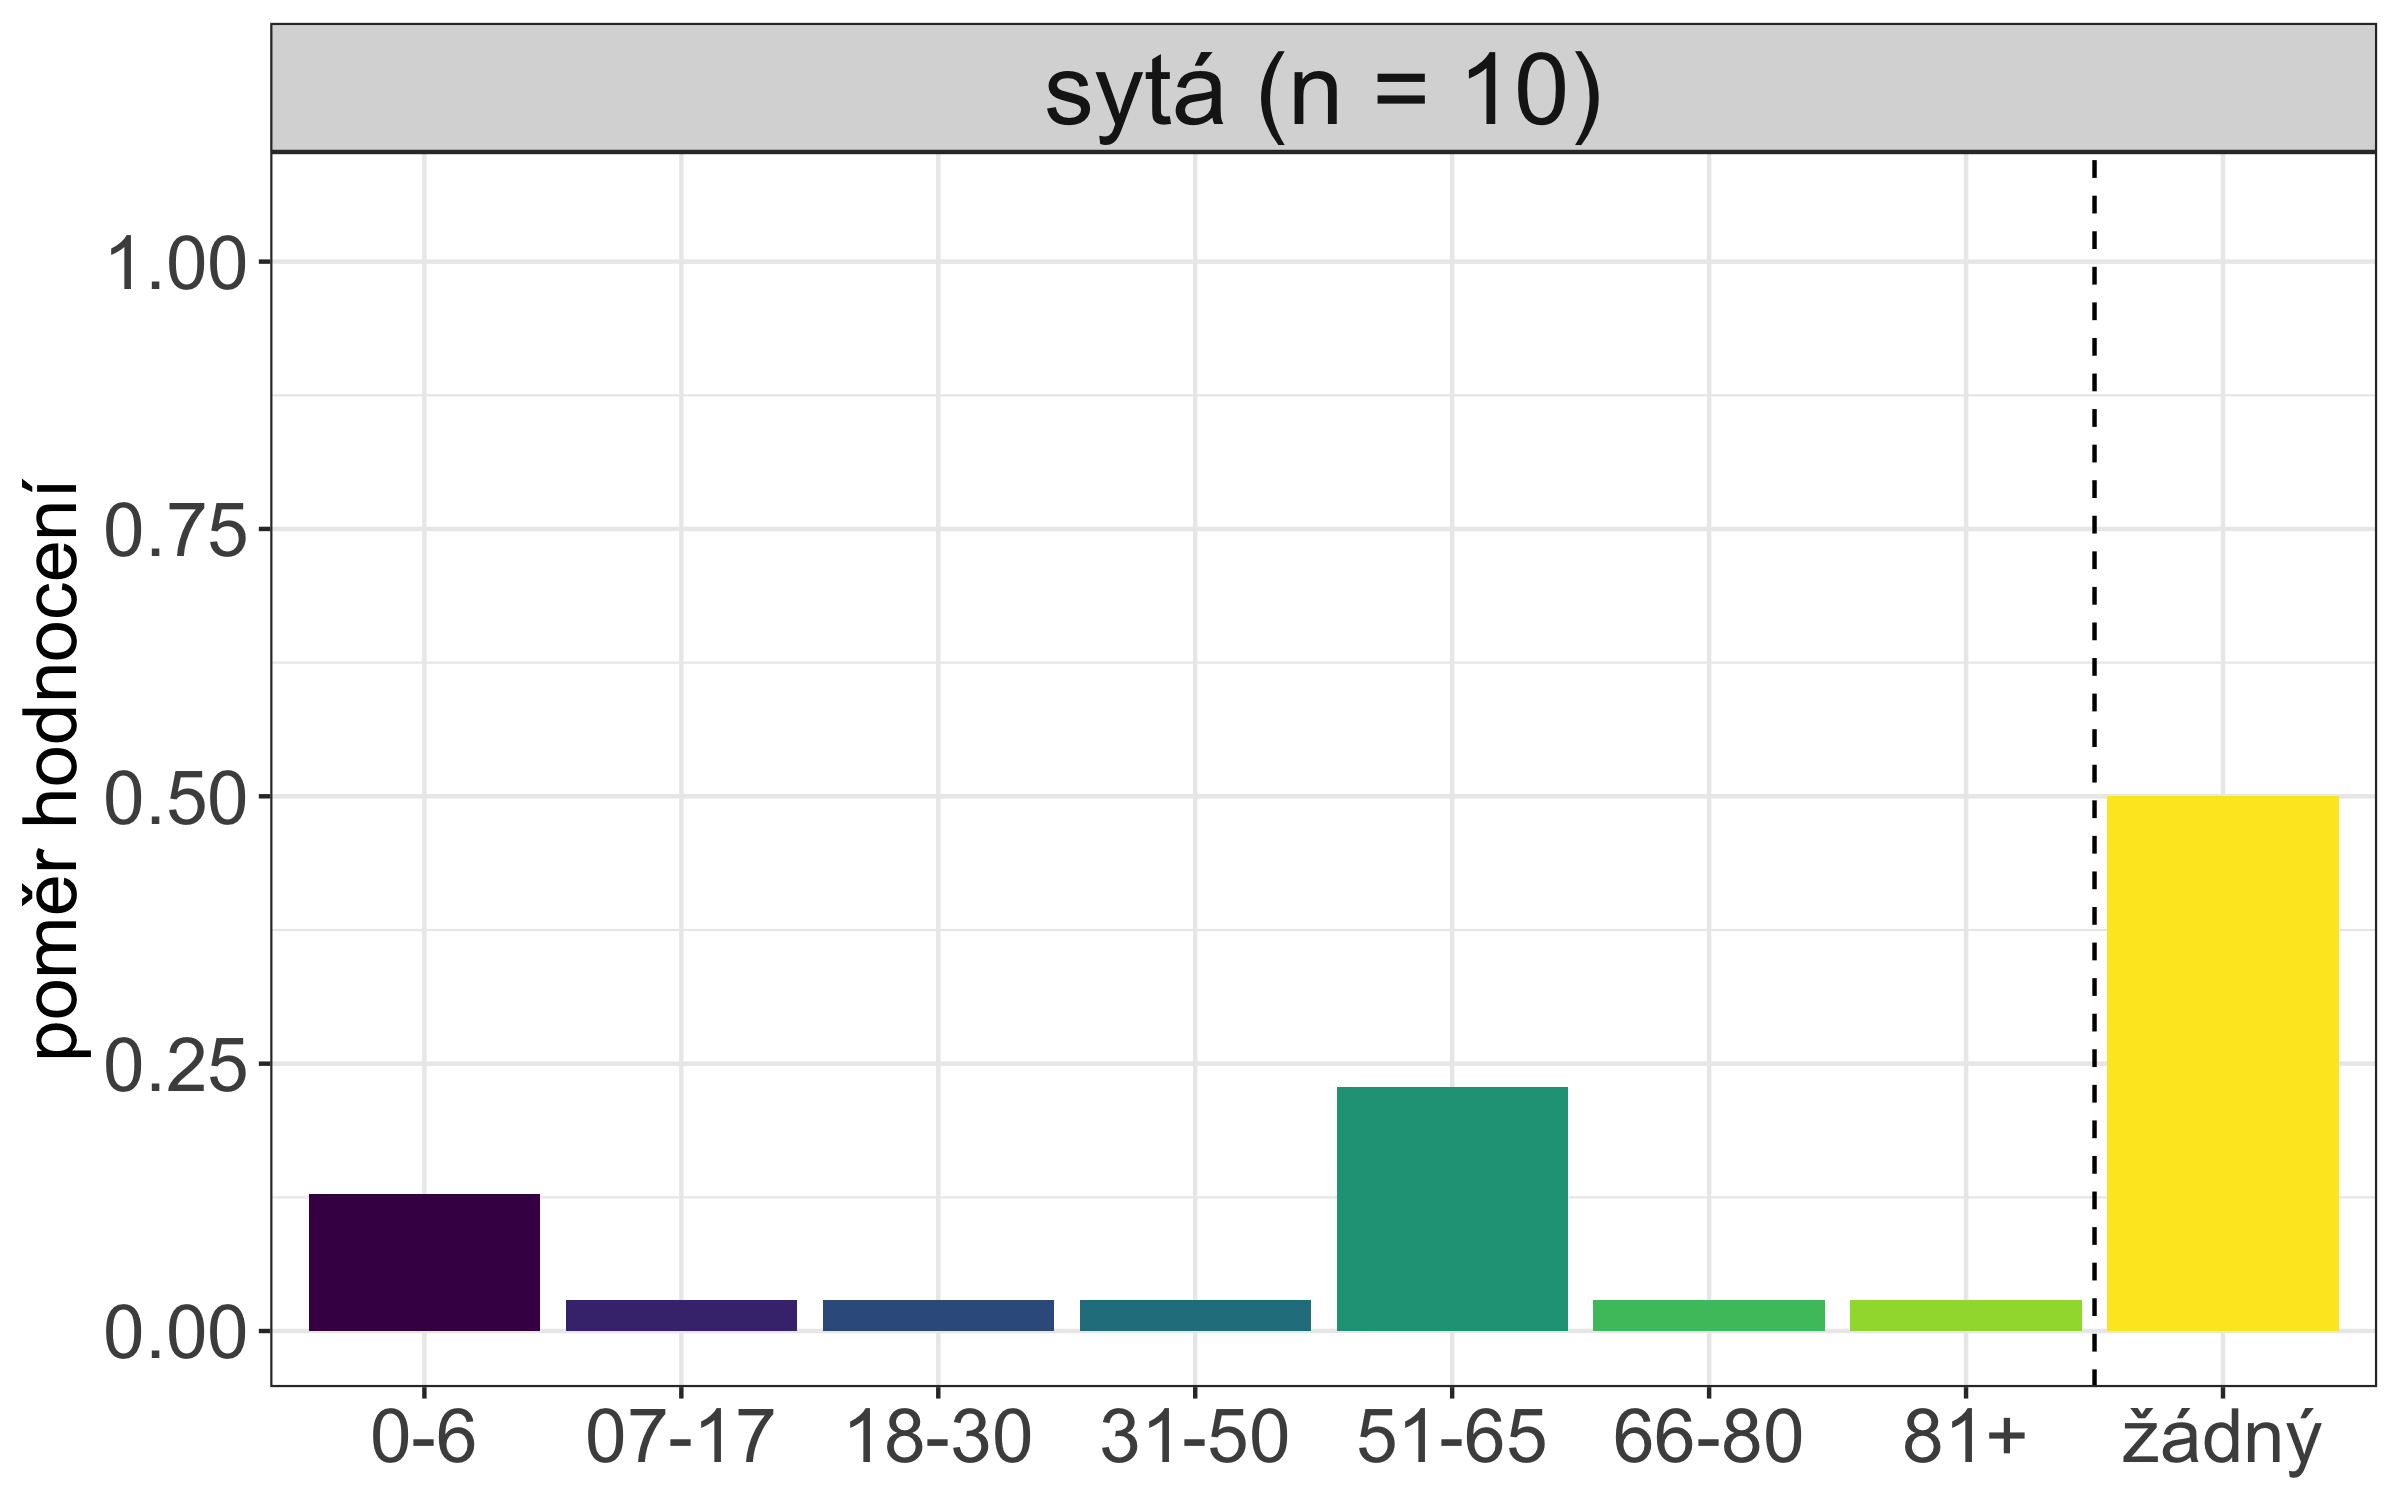 sytá (n = 10)
poměr hodnocení
1.00
0.75
0.50
0.25
0.00
0-6 07-17 18-30 31-50 51-65 66-80 81+ žádný